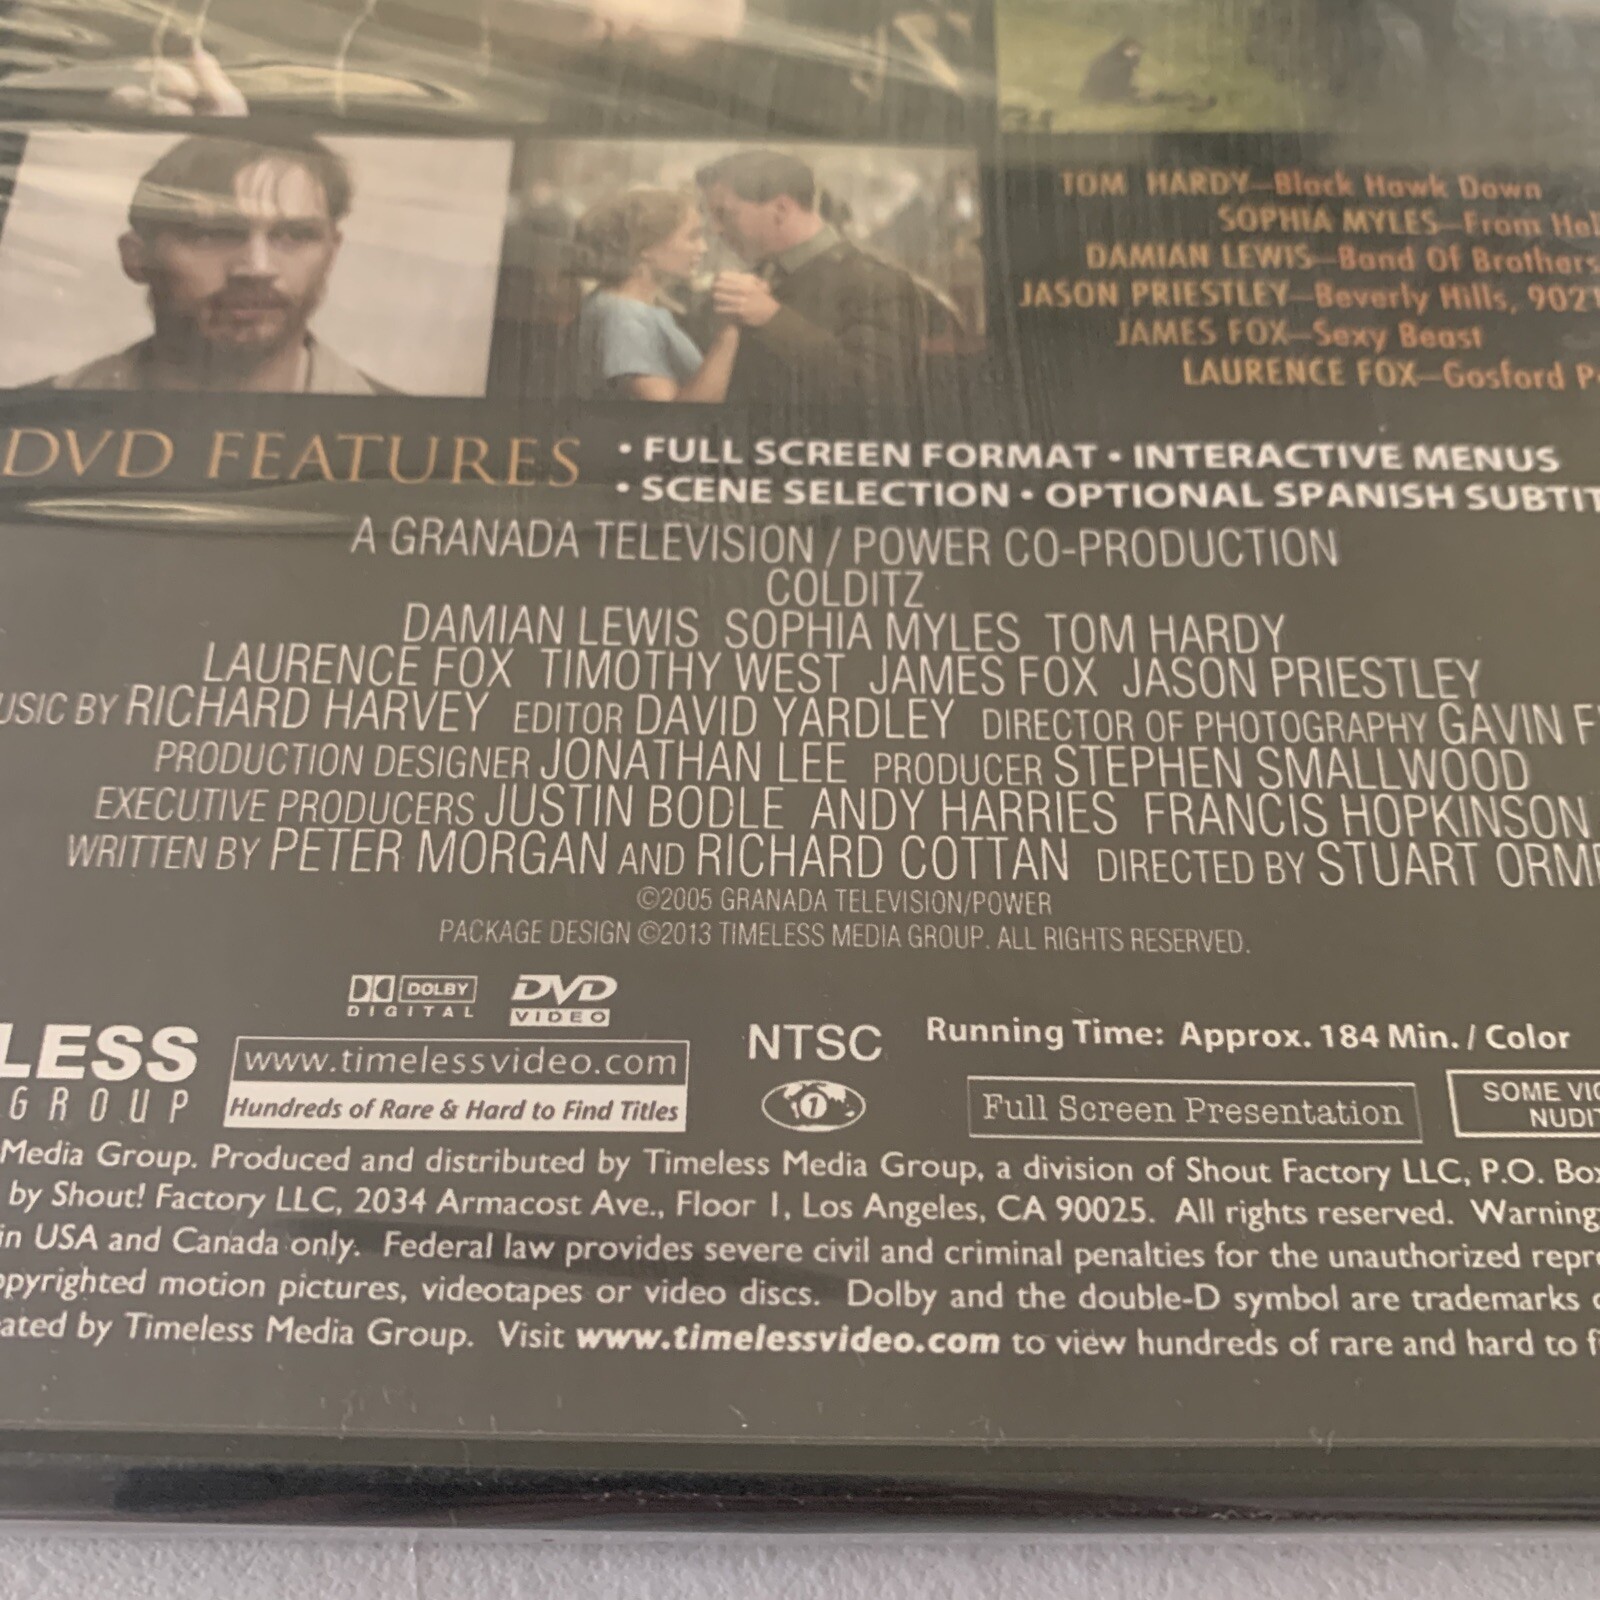 TOM HARDY—Black Hawk Down
SOPHIA MYLES—From Hel
DAMIAN LEWIS—Band Of Brothers
JASON PRIESTLEY—Beverly Hills, 9021
JAMES FOX—Sexy Beast
LAURENCE FOX—Gosford P
DVD FEATURES
• FULL SCREEN FORMAT • INTERACTIVE MENUS
• SCENE SELECTION • OPTIONAL SPANISH SUBTIT
A GRANADA TELEVISION / POWER CO-PRODUCTION
COLDITZ
DAMIAN LEWIS SOPHIA MYLES TOM HARDY
LAURENCE FOX TIMOTHY WEST JAMES FOX JASON PRIESTLEY
USIC BY RICHARD HARVEY EDITOR DAVID YARDLEY DIRECTOR OF PHOTOGRAPHY GAVIN F
PRODUCTION DESIGNER JONATHAN LEE PRODUCER STEPHEN SMALLWOOD
EXECUTIVE PRODUCERS JUSTIN BODLE ANDY HARRIES FRANCIS HOPKINSON
WRITTEN BY PETER MORGAN AND RICHARD COTTAN DIRECTED BY STUART ORM
©2005 GRANADA TELEVISION/POWER
PACKAGE DESIGN ©2013 TIMELESS MEDIA GROUP. ALL RIGHTS RESERVED.
DOLBY
DIGITAL
DVD
VIDEO
LESS
GROUP
www.timelessvideo.com
Hundreds of Rare & Hard to Find Titles
NTSC
1
Running Time: Approx. 184 Min. / Color
Full Screen Presentation
SOME VIO
NUDIT
Media Group. Produced and distributed by Timeless Media Group, a division of Shout Factory LLC, P.O. Box
by Shout! Factory LLC, 2034 Armacost Ave., Floor 1, Los Angeles, CA 90025. All rights reserved. Warning
in USA and Canada only. Federal law provides severe civil and criminal penalties for the unauthorized repr
opyrighted motion pictures, videotapes or video discs. Dolby and the double-D symbol are trademarks o
ated by Timeless Media Group. Visit www.timelessvideo.com to view hundreds of rare and hard to f